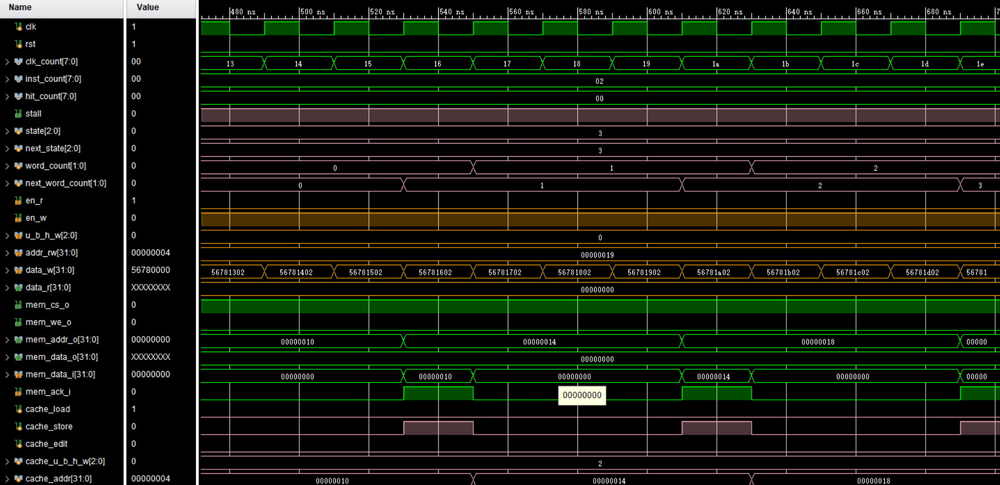 Name Value 480 ns 500 ns 520 ns 540 ns 560 ns 580 ns 600 ns 620 ns 640 ns 660 ns 680 ns 7
clk 1
rst 1
clk_count[7:0] 00 13 14 15 16 17 18 19 1a 1b 1c 1d 1e
inst_count[7:0] 00 02
hit_count[7:0] 00 00
stall 0
state[2:0] 0 3
next_state[2:0] 0 3
word_count[1:0] 0 0 1 2
next_word_count[1:0] 0 0 1 2 3
en_r 1
en_w 0
u_b_h_w[2:0] 0 0
addr_rw[31:0] 00000004 00000019
data_w[31:0] 56780000 56781302 56781402 56781502 56781602 56781702 56781802 56781902 56781a02 56781b02 56781c02 56781d02 56781
data_r[31:0] XXXXXXXX 00000000
mem_cs_o 0
mem_we_o 0
mem_addr_o[31:0] 00000000 00000010 00000014 00000018 00000
mem_data_o[31:0] XXXXXXXX 00000000
mem_data_i[31:0] 00000000 00000000 00000010 00000000 00000014 00000000 00000
mem_ack_i 0 00000000
cache_load 1
cache_store 0
cache_edit 0
cache_u_b_h_w[2:0] 0 2
cache_addr[31:0] 00000004 00000010 00000014 00000018